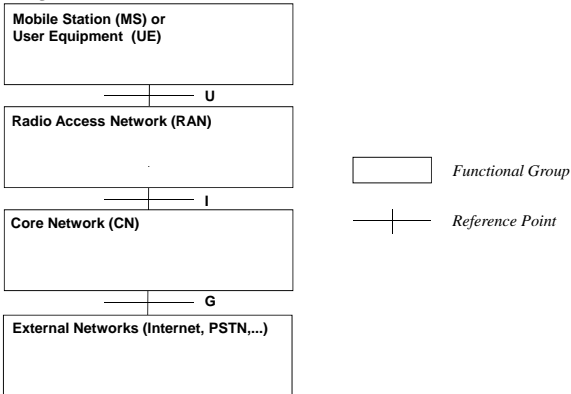 Mobile Station (MS) or
User Equipment (UE)
U
Radio Access Network (RAN)
I
Core Network (CN)
G
External Networks (Internet, PSTN,...)
Functional Group
Reference Point